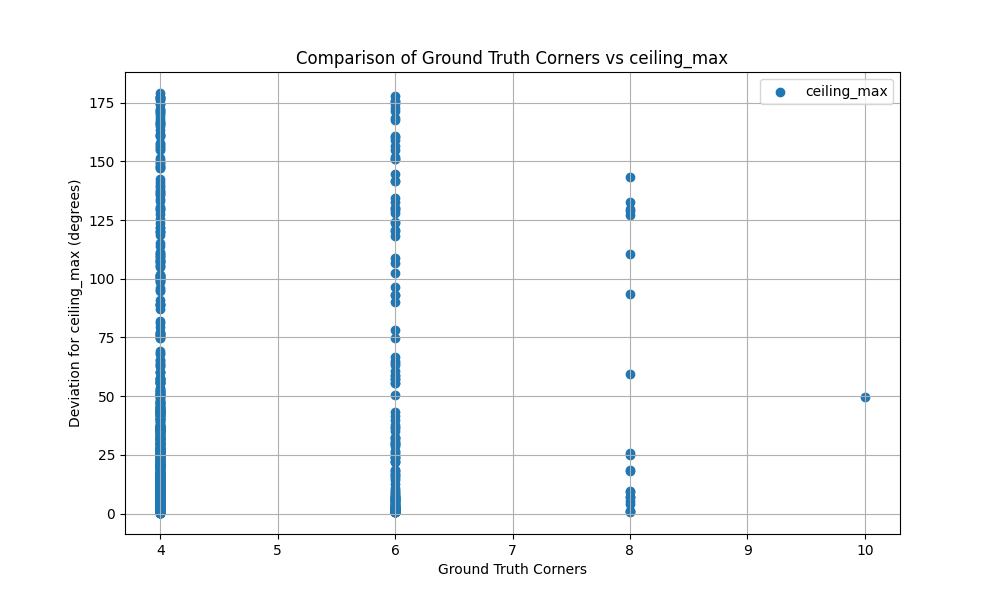 Comparison of Ground Truth Corners vs ceiling_max
ceiling_max
Deviation for ceiling_max (degrees)
175
150
125
100
75
50
25
0
4 5 6 7 8 9 10
Ground Truth Corners